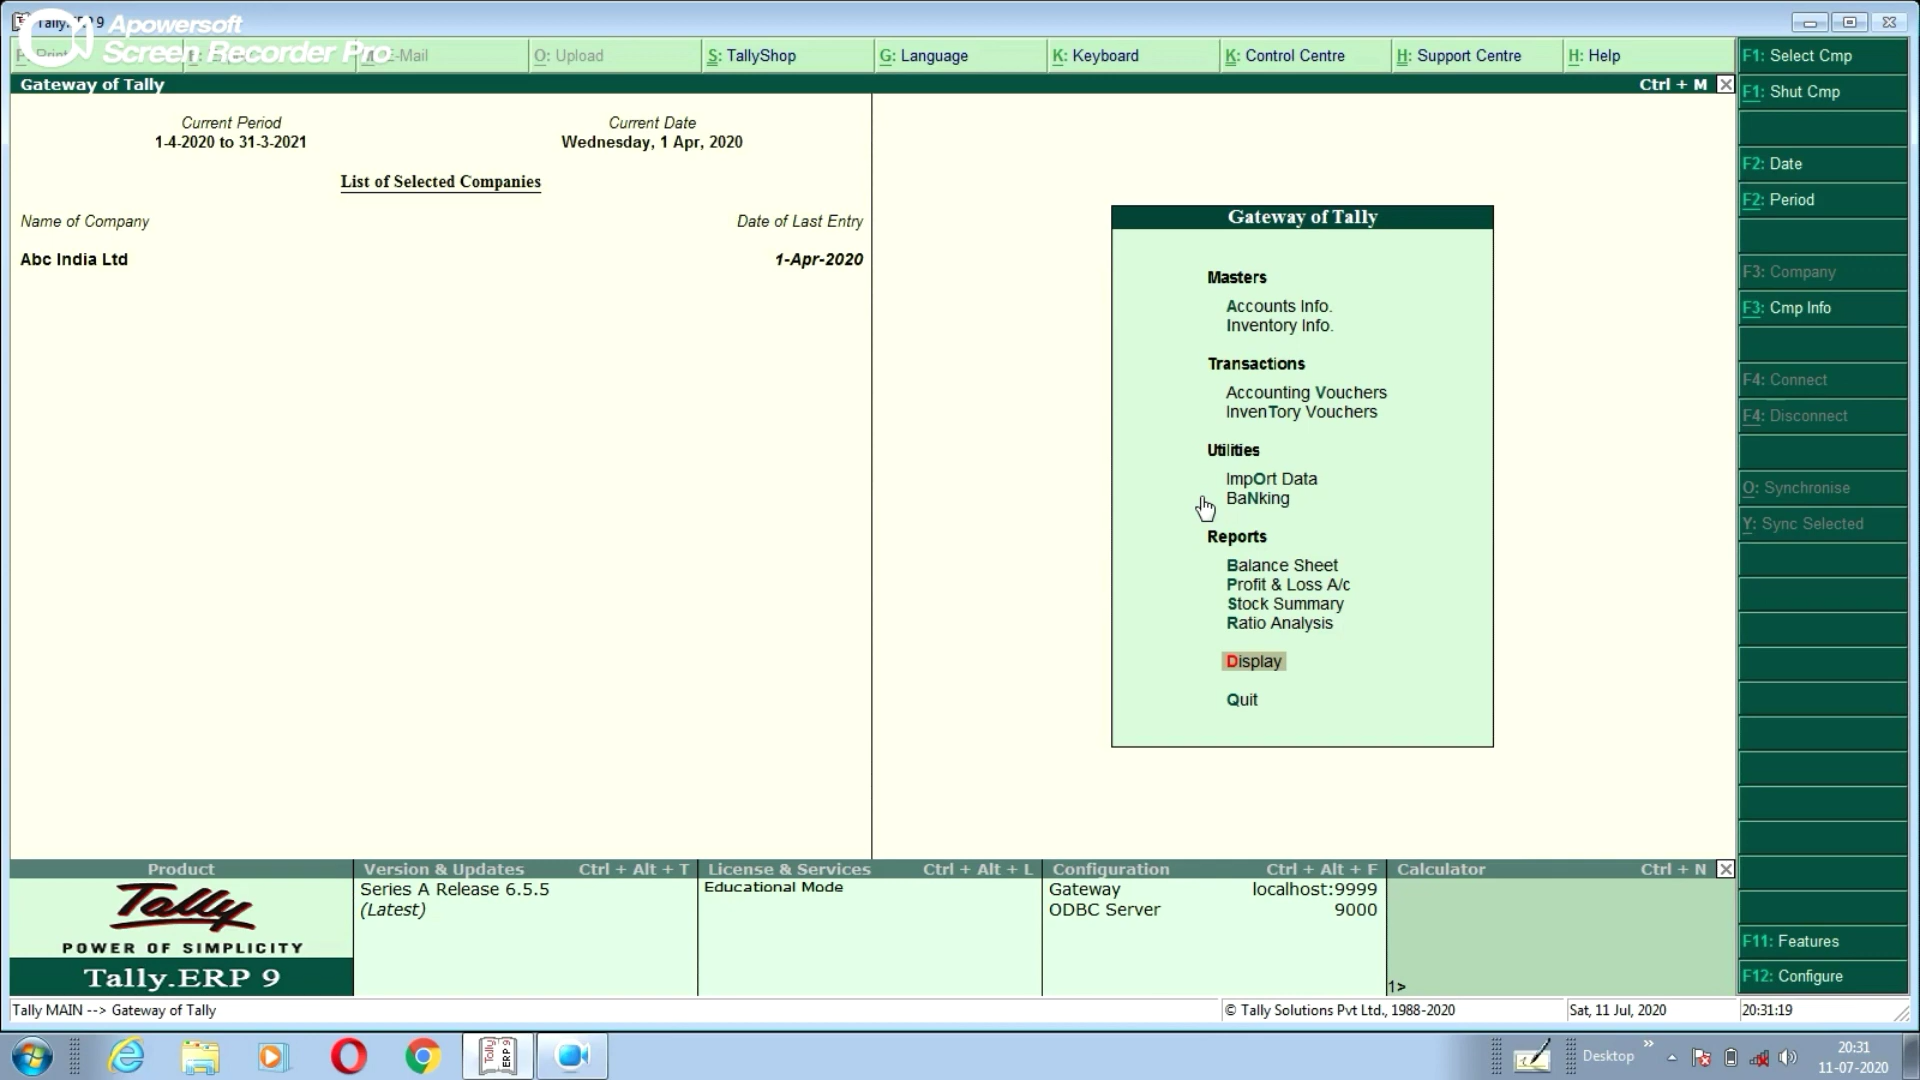 Tally.ERP 9
Apowersoft
Screen Recorder Pro
P: Print
E-Mail
O: Upload
S: TallyShop
G: Language
K: Keyboard
K: Control Centre
H: Support Centre
H: Help
Gateway of Tally
Ctrl + M
Current Period
1-4-2020 to 31-3-2021
Current Date
Wednesday, 1 Apr, 2020
List of Selected Companies
Name of Company
Date of Last Entry
Abc India Ltd
1-Apr-2020
Gateway of Tally
Masters
Accounts Info.
Inventory Info.
Transactions
Accounting Vouchers
InvenTory Vouchers
Utilities
ImpOrt Data
BaNking
Reports
Balance Sheet
Profit & Loss A/c
Stock Summary
Ratio Analysis
Display
Quit
F1: Select Cmp
F1: Shut Cmp
F2: Date
F2: Period
F3: Company
F3: Cmp Info
F4: Connect
F4: Disconnect
O: Synchronise
Y: Sync Selected
F11: Features
F12: Configure
Product
Tally
POWER OF SIMPLICITY
Tally.ERP 9
Version & Updates Ctrl + Alt + T
Series A Release 6.5.5
(Latest)
License & Services Ctrl + Alt + L
Educational Mode
Configuration Ctrl + Alt + F
Gateway localhost:9999
ODBC Server 9000
Calculator Ctrl + N
1>
Tally MAIN --> Gateway of Tally
© Tally Solutions Pvt Ltd., 1988-2020
Sat, 11 Jul, 2020
20:31:19
Tally
ERP 9
Desktop
20:31
11-07-2020